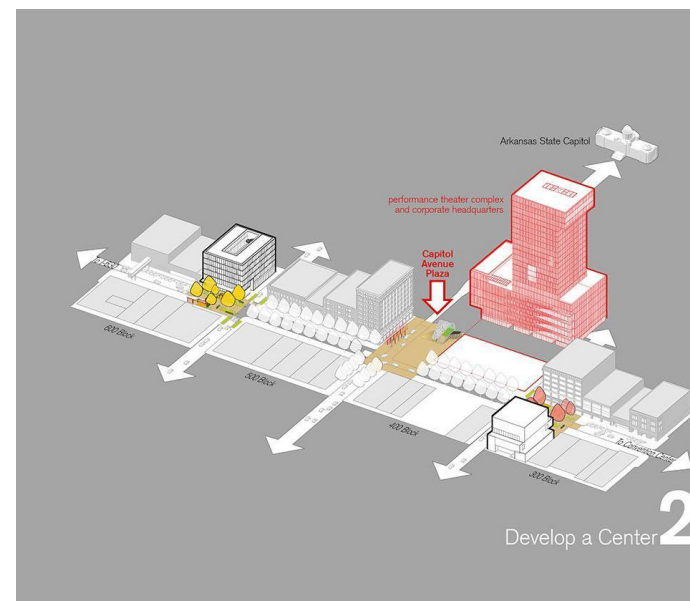 Arkansas State Capitol
performance theater complex
and corporate headquarters
Capitol
Avenue
Plaza
600 Block
500 Block
400 Block
300 Block
To Convention Center
Develop a Center 2